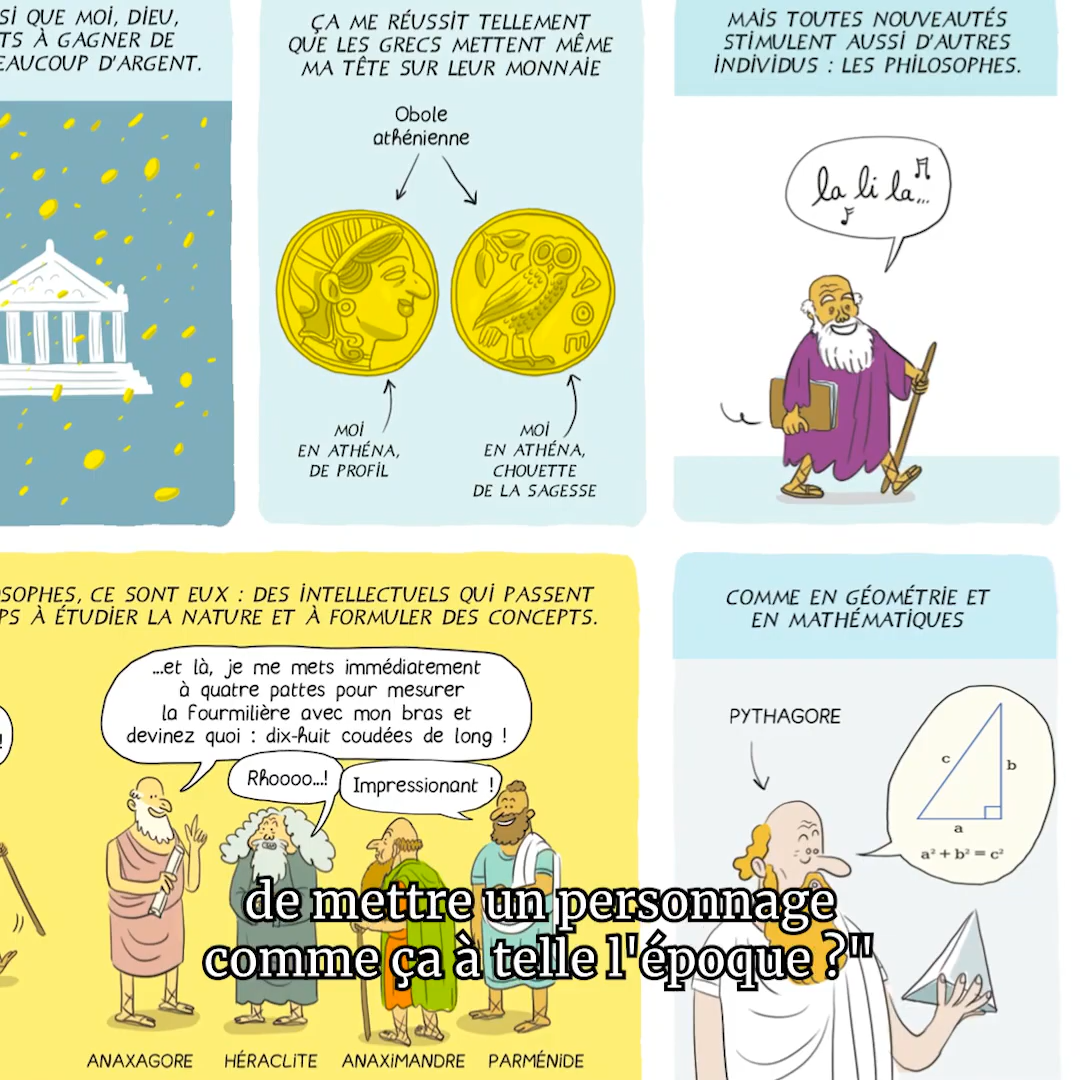 SI QUE MOI, DIEU,
TS À GAGNER DE
EAUCOUP D'ARGENT.
ÇA ME RÉUSSIT TELLEMENT
QUE LES GRECS METTENT MÊME
MA TÊTE SUR LEUR MONNAIE
Obole
athénienne
ΑΘΕ
MOI
EN ATHÉNA,
DE PROFIL
MOI
EN ATHÉNA,
CHOUETTE
DE LA SAGESSE
MAIS TOUTES NOUVEAUTÉS
STIMULENT AUSSI D'AUTRES
INDIVIDUS : LES PHILOSOPHES.
la li la...
SOPHES, CE SONT EUX : DES INTELLECTUELS QUI PASSENT
PS À ÉTUDIER LA NATURE ET À FORMULER DES CONCEPTS.
!
...et là, je me mets immédiatement
à quatre pattes pour mesurer
la fourmilière avec mon bras et
devinez quoi : dix-huit coudées de long !
Rhoooo...!
Impressionant !
ANAXAGORE
HÉRACLITE
ANAXIMANDRE
PARMÉNIDE
COMME EN GÉOMÉTRIE ET
EN MATHÉMATIQUES
PYTHAGORE
c
b
a
a² + b² = c²
de mettre un personnage
comme ça à telle l'époque ?"